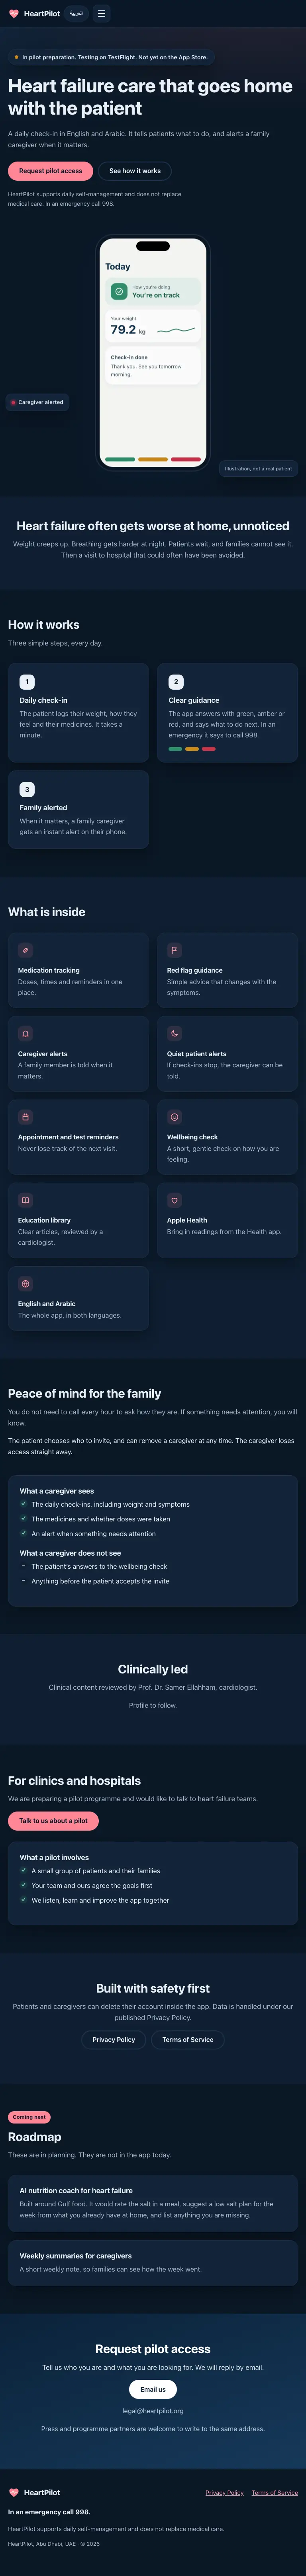 HeartPilot
العربية
In pilot preparation. Testing on TestFlight. Not yet on the App Store.
Heart failure care that goes home
with the patient
A daily check-in in English and Arabic. It tells patients what to do, and alerts a family
caregiver when it matters.
Request pilot access
See how it works
HeartPilot supports daily self-management and does not replace
medical care. In an emergency call 998.
Today
How you're doing
You're on track
Your weight
79.2 kg
Check-in done
Thank you. See you tomorrow
morning.
Caregiver alerted
Illustration, not a real patient
Heart failure often gets worse at home, unnoticed
Weight creeps up. Breathing gets harder at night. Patients wait, and families cannot see it.
Then a visit to hospital that could often have been avoided.
How it works
Three simple steps, every day.
1
Daily check-in
The patient logs their weight, how they
feel and their medicines. It takes a
minute.
2
Clear guidance
The app answers with green, amber or
red, and says what to do next. In an
emergency it says to call 998.
3
Family alerted
When it matters, a family caregiver
gets an instant alert on their phone.
What is inside
Medication tracking
Doses, times and reminders in one
place.
Red flag guidance
Simple advice that changes with the
symptoms.
Caregiver alerts
A family member is told when it
matters.
Quiet patient alerts
If check-ins stop, the caregiver can be
told.
Appointment and test reminders
Never lose track of the next visit.
Wellbeing check
A short, gentle check on how you are
feeling.
Education library
Clear articles, reviewed by a
cardiologist.
Apple Health
Bring in readings from the Health app.
English and Arabic
The whole app, in both languages.
Peace of mind for the family
You do not need to call every hour to ask how they are. If something needs attention, you will
know.
The patient chooses who to invite, and can remove a caregiver at any time. The caregiver loses
access straight away.
What a caregiver sees
The daily check-ins, including weight and symptoms
The medicines and whether doses were taken
An alert when something needs attention
What a caregiver does not see
The patient's answers to the wellbeing check
Anything before the patient accepts the invite
Clinically led
Clinical content reviewed by Prof. Dr. Samer Ellahham, cardiologist.
Profile to follow.
For clinics and hospitals
We are preparing a pilot programme and would like to talk to heart failure teams.
Talk to us about a pilot
What a pilot involves
A small group of patients and their families
Your team and ours agree the goals first
We listen, learn and improve the app together
Built with safety first
Patients and caregivers can delete their account inside the app. Data is handled under our
published Privacy Policy.
Privacy Policy
Terms of Service
Coming next
Roadmap
These are in planning. They are not in the app today.
AI nutrition coach for heart failure
Built around Gulf food. It would rate the salt in a meal, suggest a low salt plan for the
week from what you already have at home, and list anything you are missing.
Weekly summaries for caregivers
A short weekly note, so families can see how the week went.
Request pilot access
Tell us who you are and what you are looking for. We will reply by email.
Email us
legal@heartpilot.org
Press and programme partners are welcome to write to the same address.
HeartPilot
Privacy Policy
Terms of Service
In an emergency call 998.
HeartPilot supports daily self-management and does not replace medical care.
HeartPilot, Abu Dhabi, UAE · © 2026